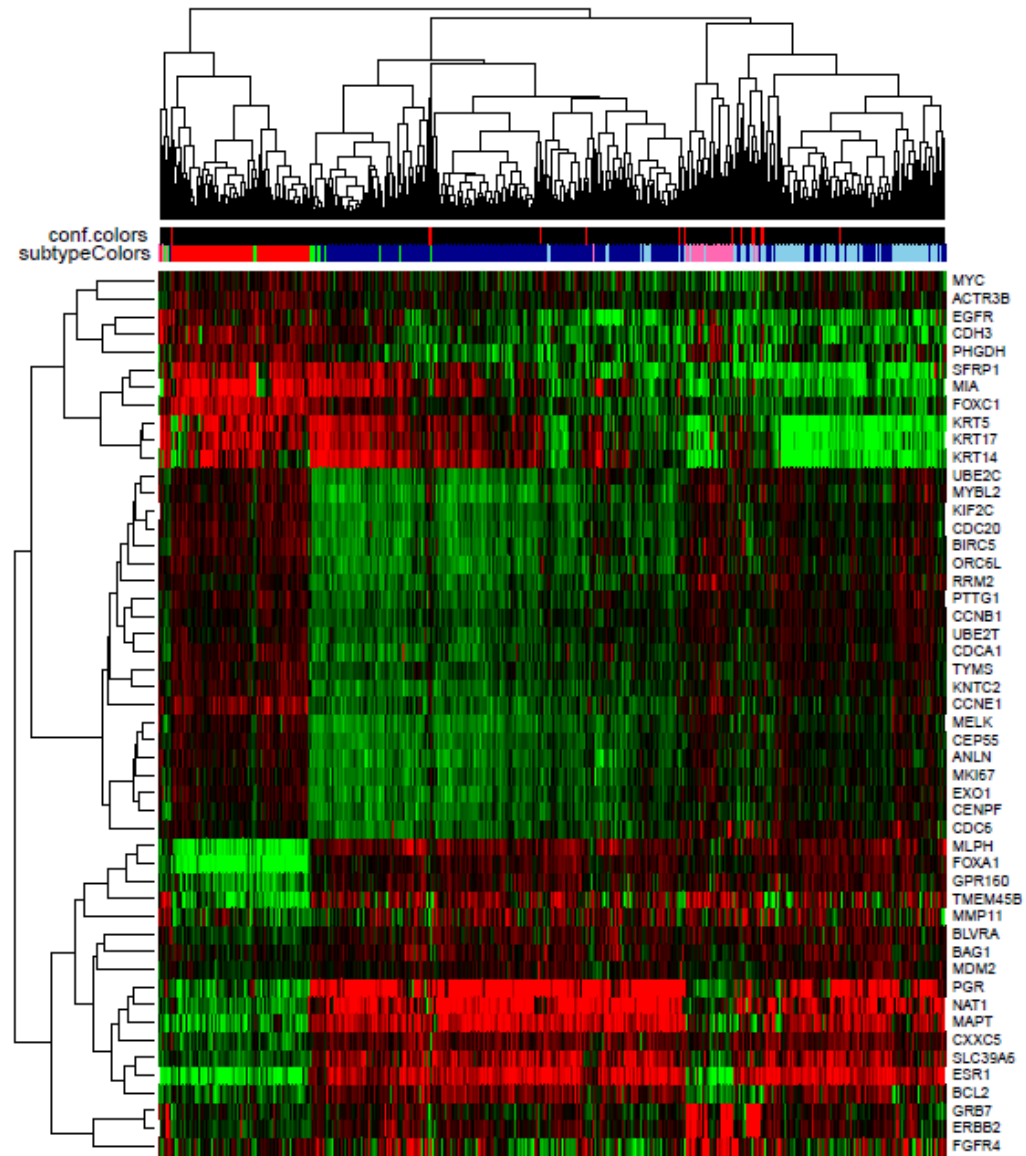 conf.colors
subtypeColors
MYC
ACTR3B
EGFR
CDH3
PHGDH
SFRP1
MIA
FOXC1
KRT5
KRT17
KRT14
UBE2C
MYBL2
KIF2C
CDC20
BIRC5
ORC6L
RRM2
PTTG1
CCNB1
UBE2T
CDCA1
TYMS
KNTC2
CCNE1
MELK
CEP55
ANLN
MKI67
EXO1
CENPF
CDC6
MLPH
FOXA1
GPR160
TMEM45B
MMP11
BLVRA
BAG1
MDM2
PGR
NAT1
MAPT
CXXC5
SLC39A6
ESR1
BCL2
GRB7
ERBB2
FGFR4